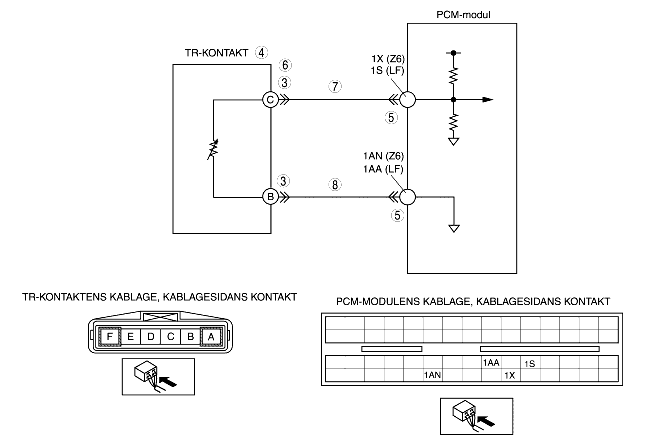 PCM-modul
TR-KONTAKT 4
6
3
C
7
1X (Z6)
1S (LF)
5
1AN (Z6)
1AA (LF)
3
B
8
5
TR-KONTAKTENS KABLAGE, KABLAGESIDANS KONTAKT
F E D C B A
PCM-MODULENS KABLAGE, KABLAGESIDANS KONTAKT
1AA 1S
1AN 1X